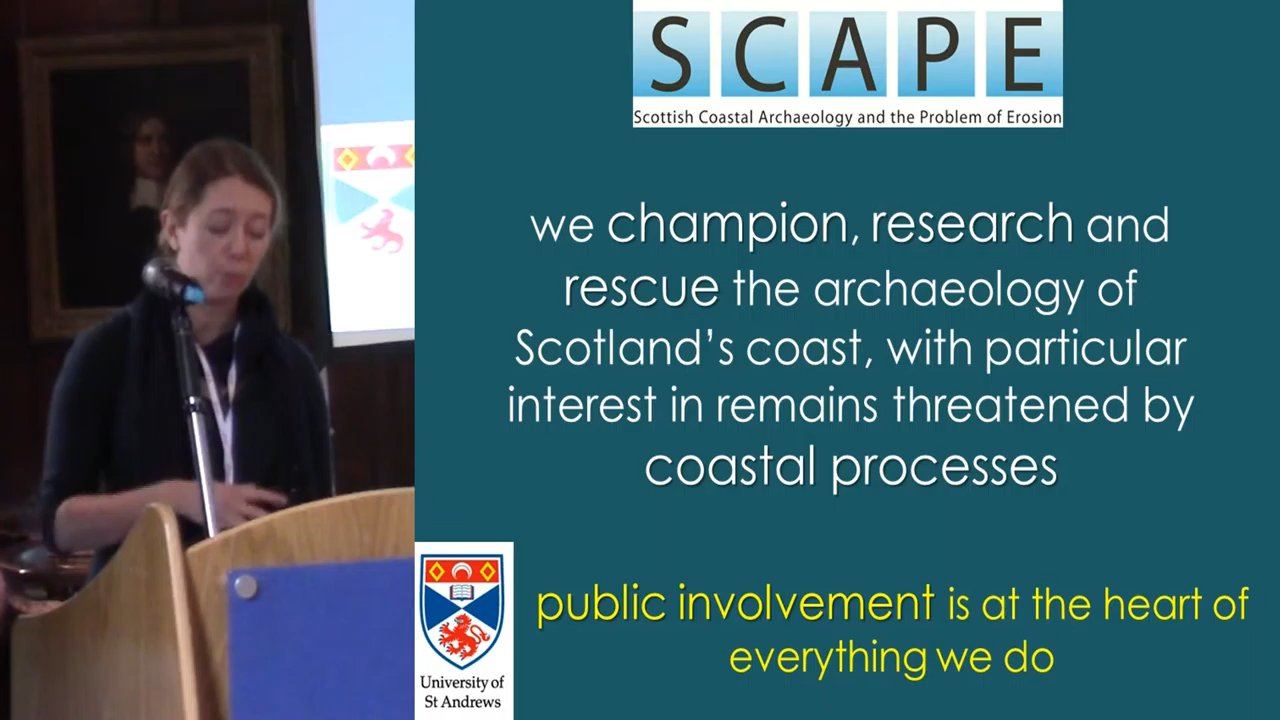 SCAPE
Scottish Coastal Archaeology and the Problem of Erosion
we champion, research and
rescue the archaeology of
Scotland's coast, with particular
interest in remains threatened by
coastal processes
public involvement is at the heart of
everything we do
University of
St Andrews